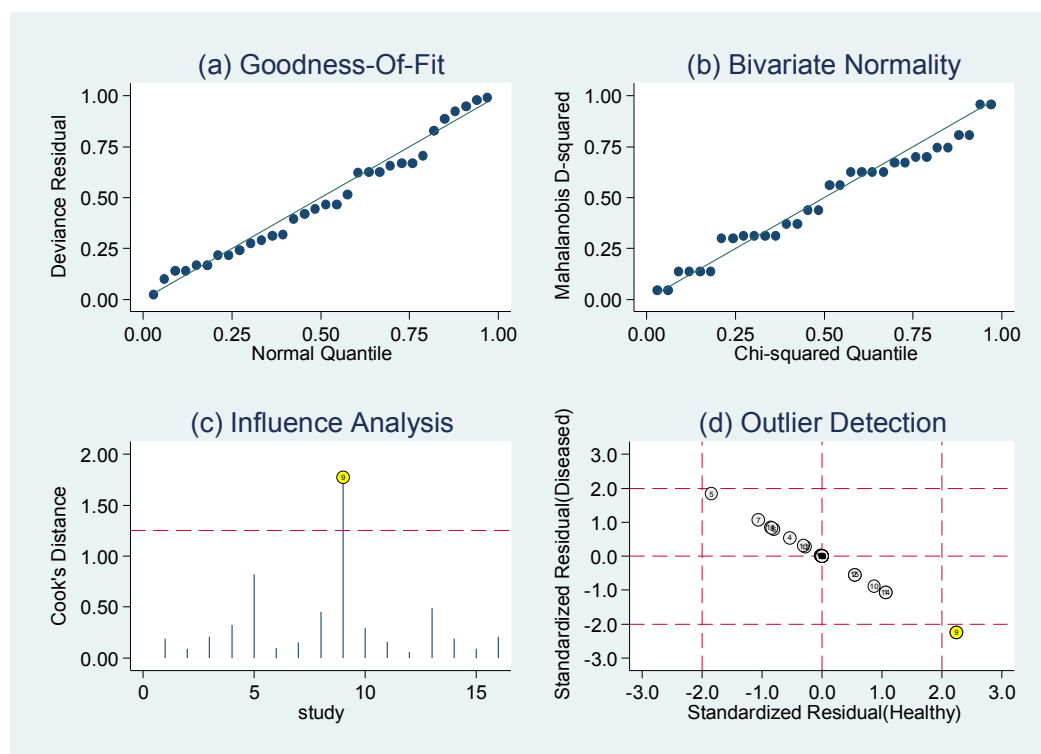 (a) Goodness-Of-Fit
Deviance Residual
1.00
0.75
0.50
0.25
0.00
0.00 0.25 0.50 0.75 1.00
Normal Quantile
(b) Bivariate Normality
Mahalanobis D-squared
1.00
0.75
0.50
0.25
0.00
0.00 0.25 0.50 0.75 1.00
Chi-squared Quantile
(c) Influence Analysis
Cook's Distance
2.00
1.50
1.00
0.50
0.00
9
0 5 10 15
study
(d) Outlier Detection
Standardized Residual(Diseased)
3.0
2.0
1.0
0.0
-1.0
-2.0
-3.0
5
7
4
10
14
9
-3.0 -2.0 -1.0 0.0 1.0 2.0 3.0
Standardized Residual(Healthy)